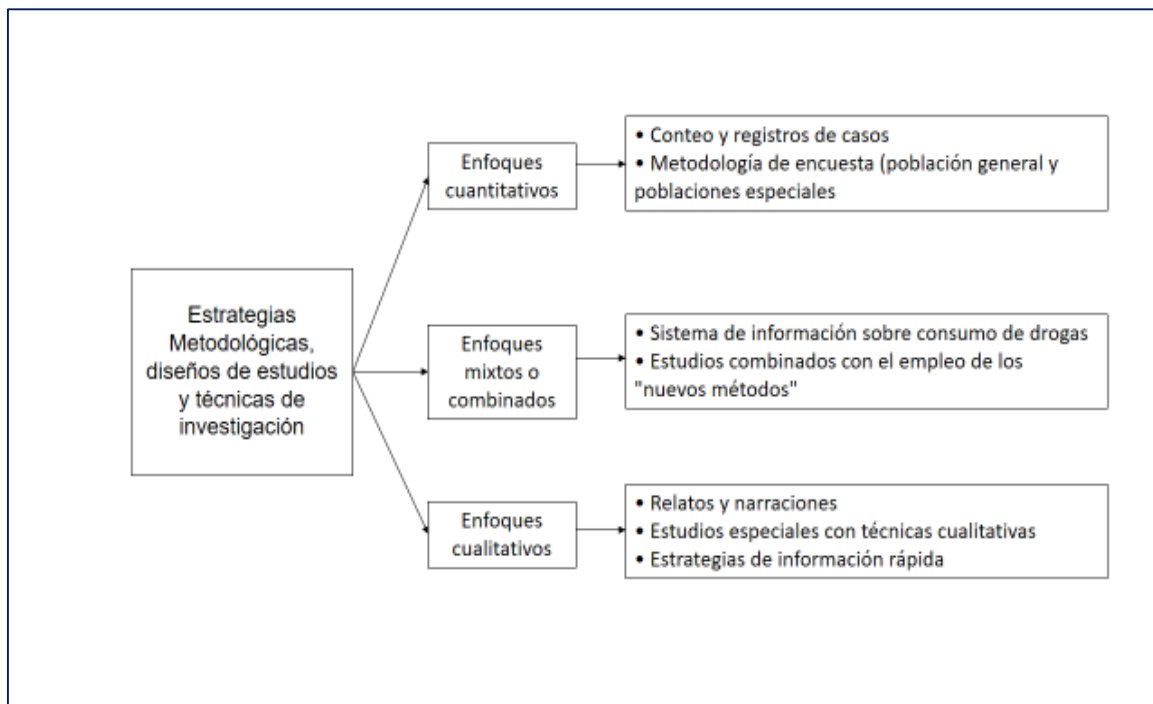 Estrategias
Metodológicas,
diseños de estudios
y técnicas de
investigación
Enfoques
cuantitativos
• Conteo y registros de casos
• Metodología de encuesta (población general y
poblaciones especiales
Enfoques
mixtos o
combinados
• Sistema de información sobre consumo de drogas
• Estudios combinados con el empleo de los
"nuevos métodos"
Enfoques
cualitativos
• Relatos y narraciones
• Estudios especiales con técnicas cualitativas
• Estrategias de información rápida